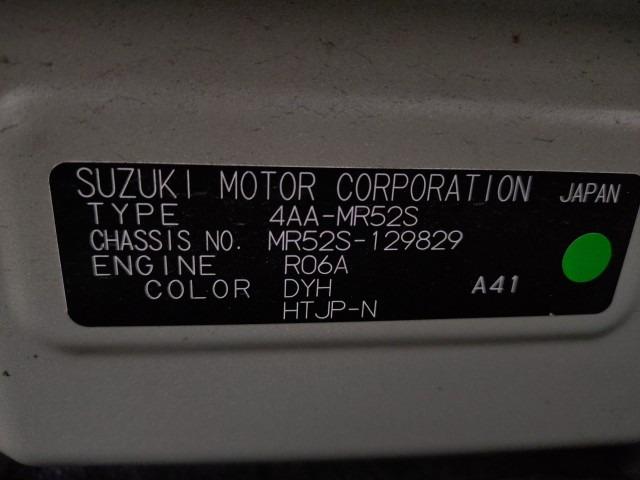 SUZUKI MOTOR CORPORATION JAPAN
TYPE 4AA-MR52S
CHASSIS NO. MR52S-129829
ENGINE R06A
COLOR DYH A41
HTJP-N